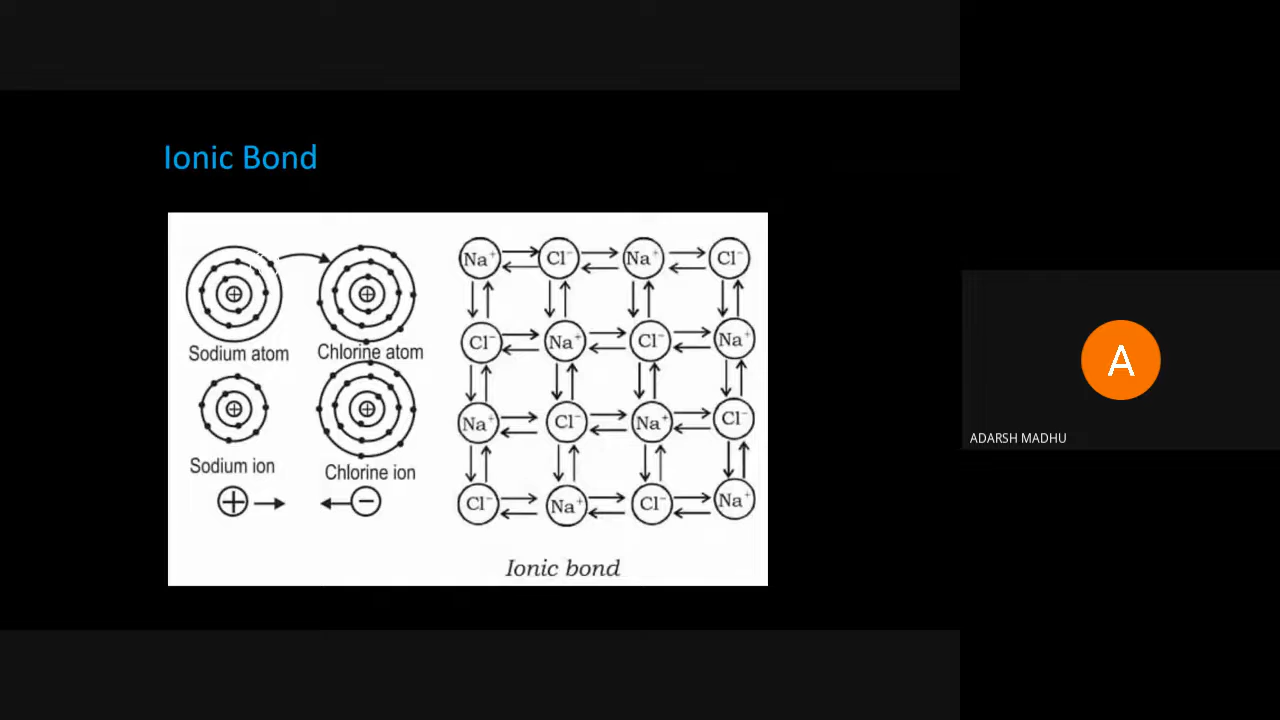 Ionic Bond
Sodium atom
Chlorine atom
Sodium ion
Chlorine ion
+ −
Na⁺ Cl⁻ Na⁺ Cl⁻
Cl⁻ Na⁺ Cl⁻ Na⁺
Na⁺ Cl⁻ Na⁺ Cl⁻
Cl⁻ Na⁺ Cl⁻ Na⁺
Ionic bond
A
ADARSH MADHU